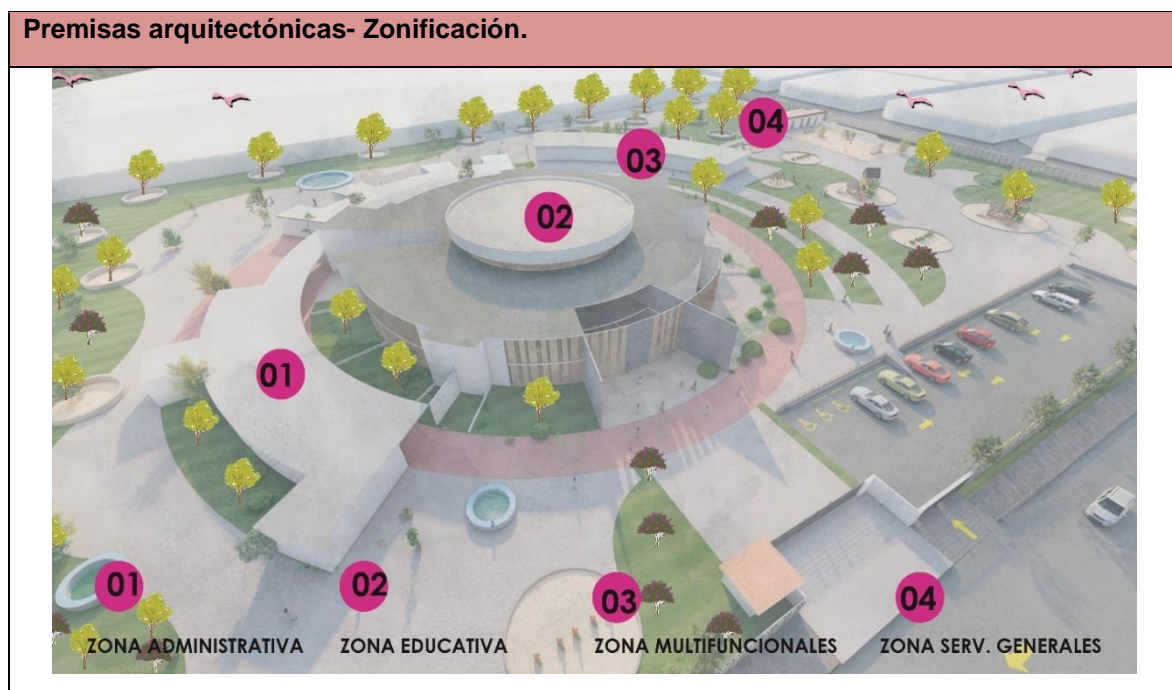 Premisas arquitectónicas- Zonificación.
04
03
02
01
01 02 03 04
ZONA ADMINISTRATIVA ZONA EDUCATIVA ZONA MULTIFUNCIONALES ZONA SERV. GENERALES